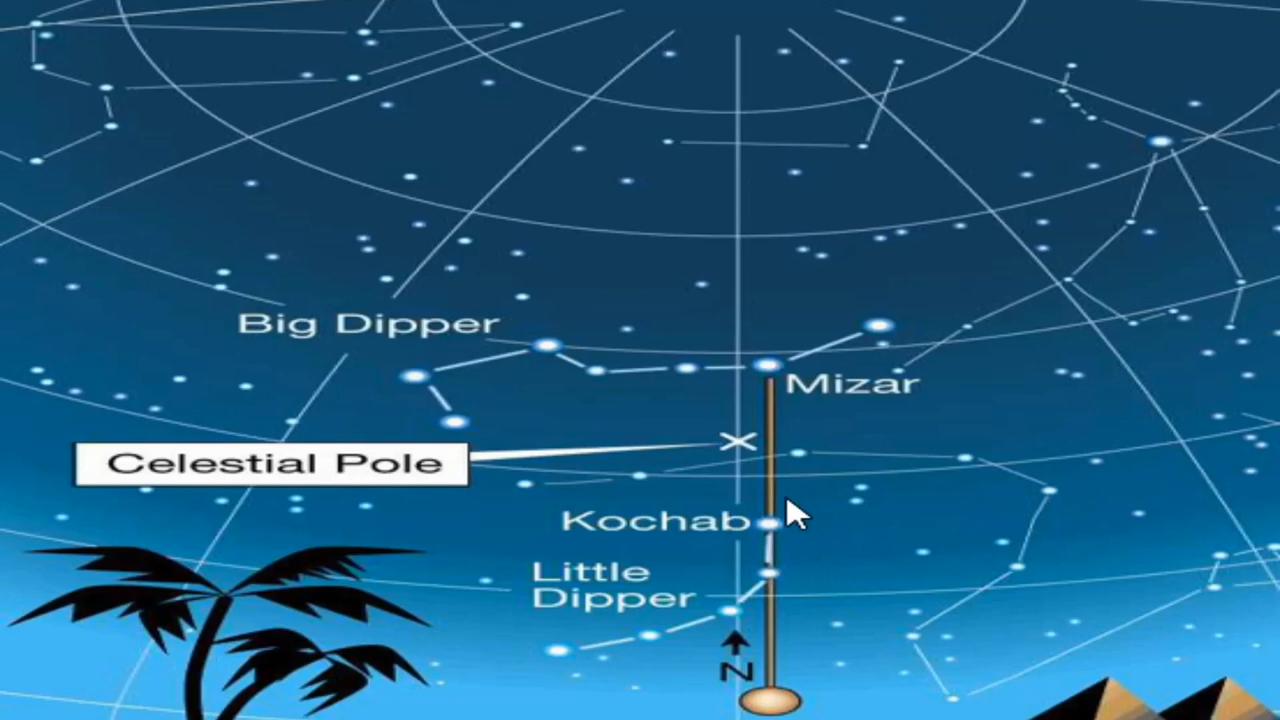 Big Dipper
Mizar
Celestial Pole
Kochab
Little
Dipper
N